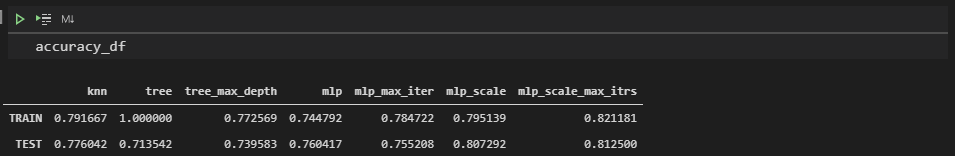 M↓
accuracy_df
knn tree tree_max_depth mlp mlp_max_iter mlp_scale mlp_scale_max_itrs
TRAIN 0.791667 1.000000 0.772569 0.744792 0.784722 0.795139 0.821181
TEST 0.776042 0.713542 0.739583 0.760417 0.755208 0.807292 0.812500